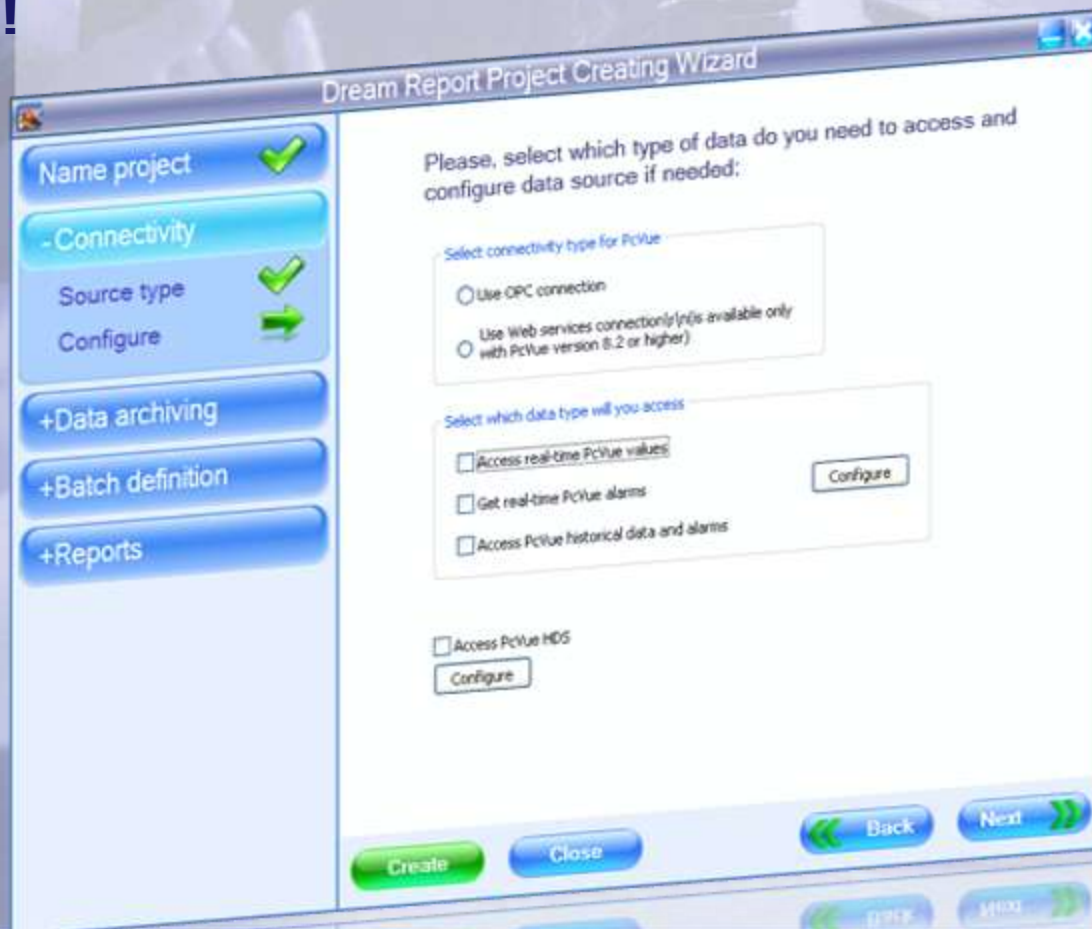 !
Dream Report Project Creating Wizard
Name project
-Connectivity
Source type
Configure
+Data archiving
+Batch definition
+Reports
Please, select which type of data do you need to access and
configure data source if needed:
Select connectivity type for PcVue
Use OPC connection
Use Web services connection\r\n(is available only
with PcVue version 8.2 or higher)
Select which data type will you access
Access real-time PcVue values
Get real-time PcVue alarms
Configure
Access PcVue historical data and alarms
Access PcVue HDS
Configure
Create
Close
Back
Next
Back
Next